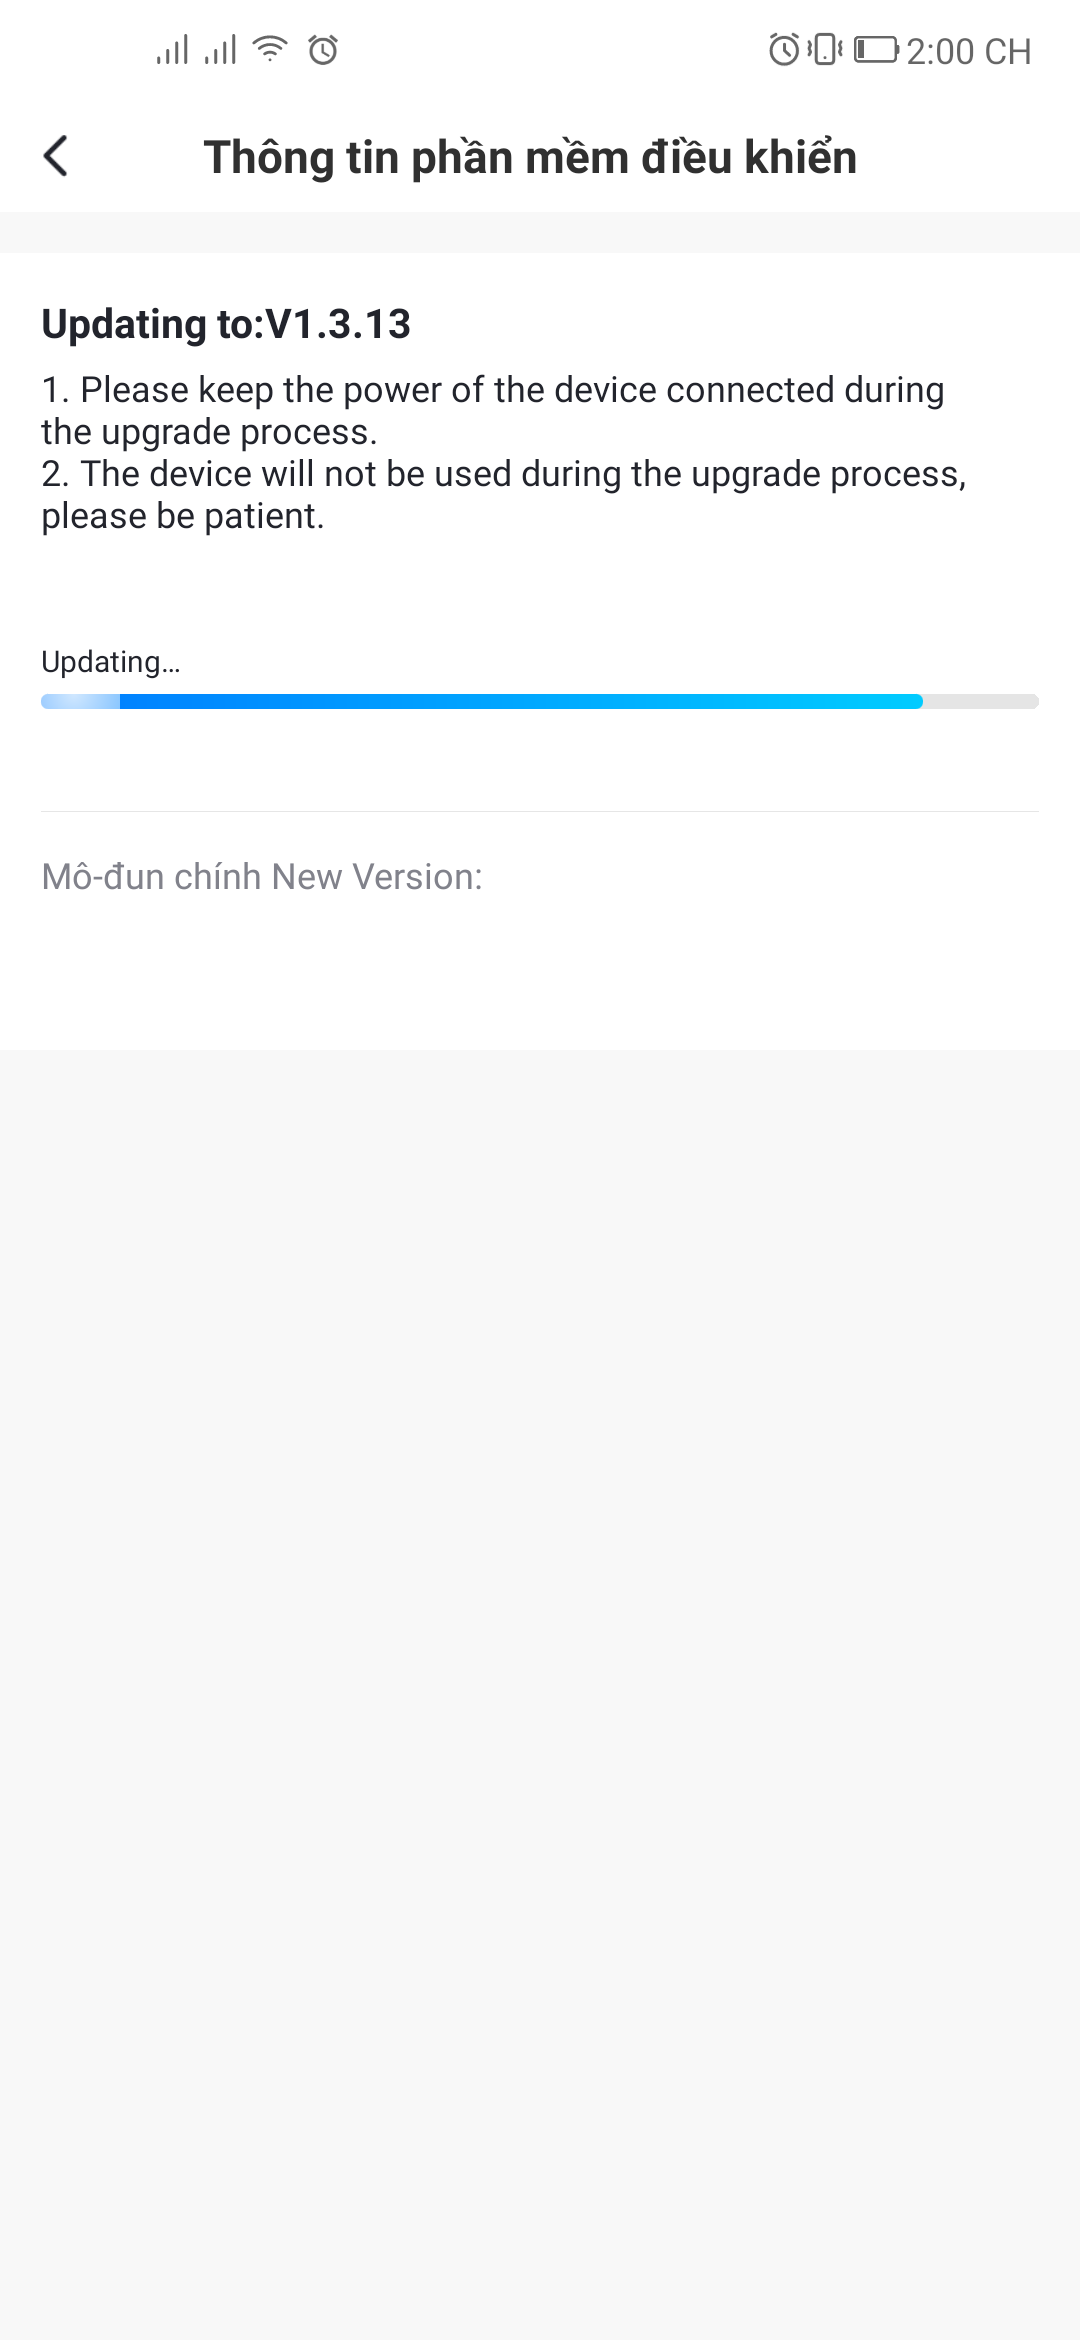 2:00 CH
Thông tin phần mềm điều khiển
Updating to:V1.3.13
1. Please keep the power of the device connected during
the upgrade process.
2. The device will not be used during the upgrade process,
please be patient.
Updating...
Mô-đun chính New Version: